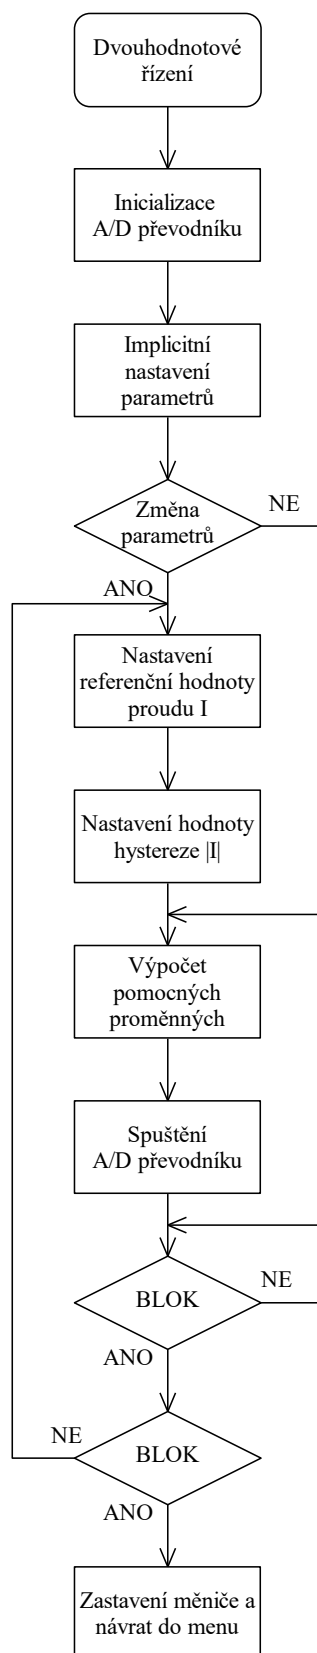 Dvouhodnotové
řízení
Inicializace
A/D převodníku
Implicitní
nastavení
parametrů
Změna
parametrů
NE
ANO
Nastavení
referenční hodnoty
proudu I
Nastavení hodnoty
hystereze |I|
Výpočet
pomocných
proměnných
Spuštění
A/D převodníku
BLOK
NE
ANO
NE
BLOK
ANO
Zastavení měniče a
návrat do menu